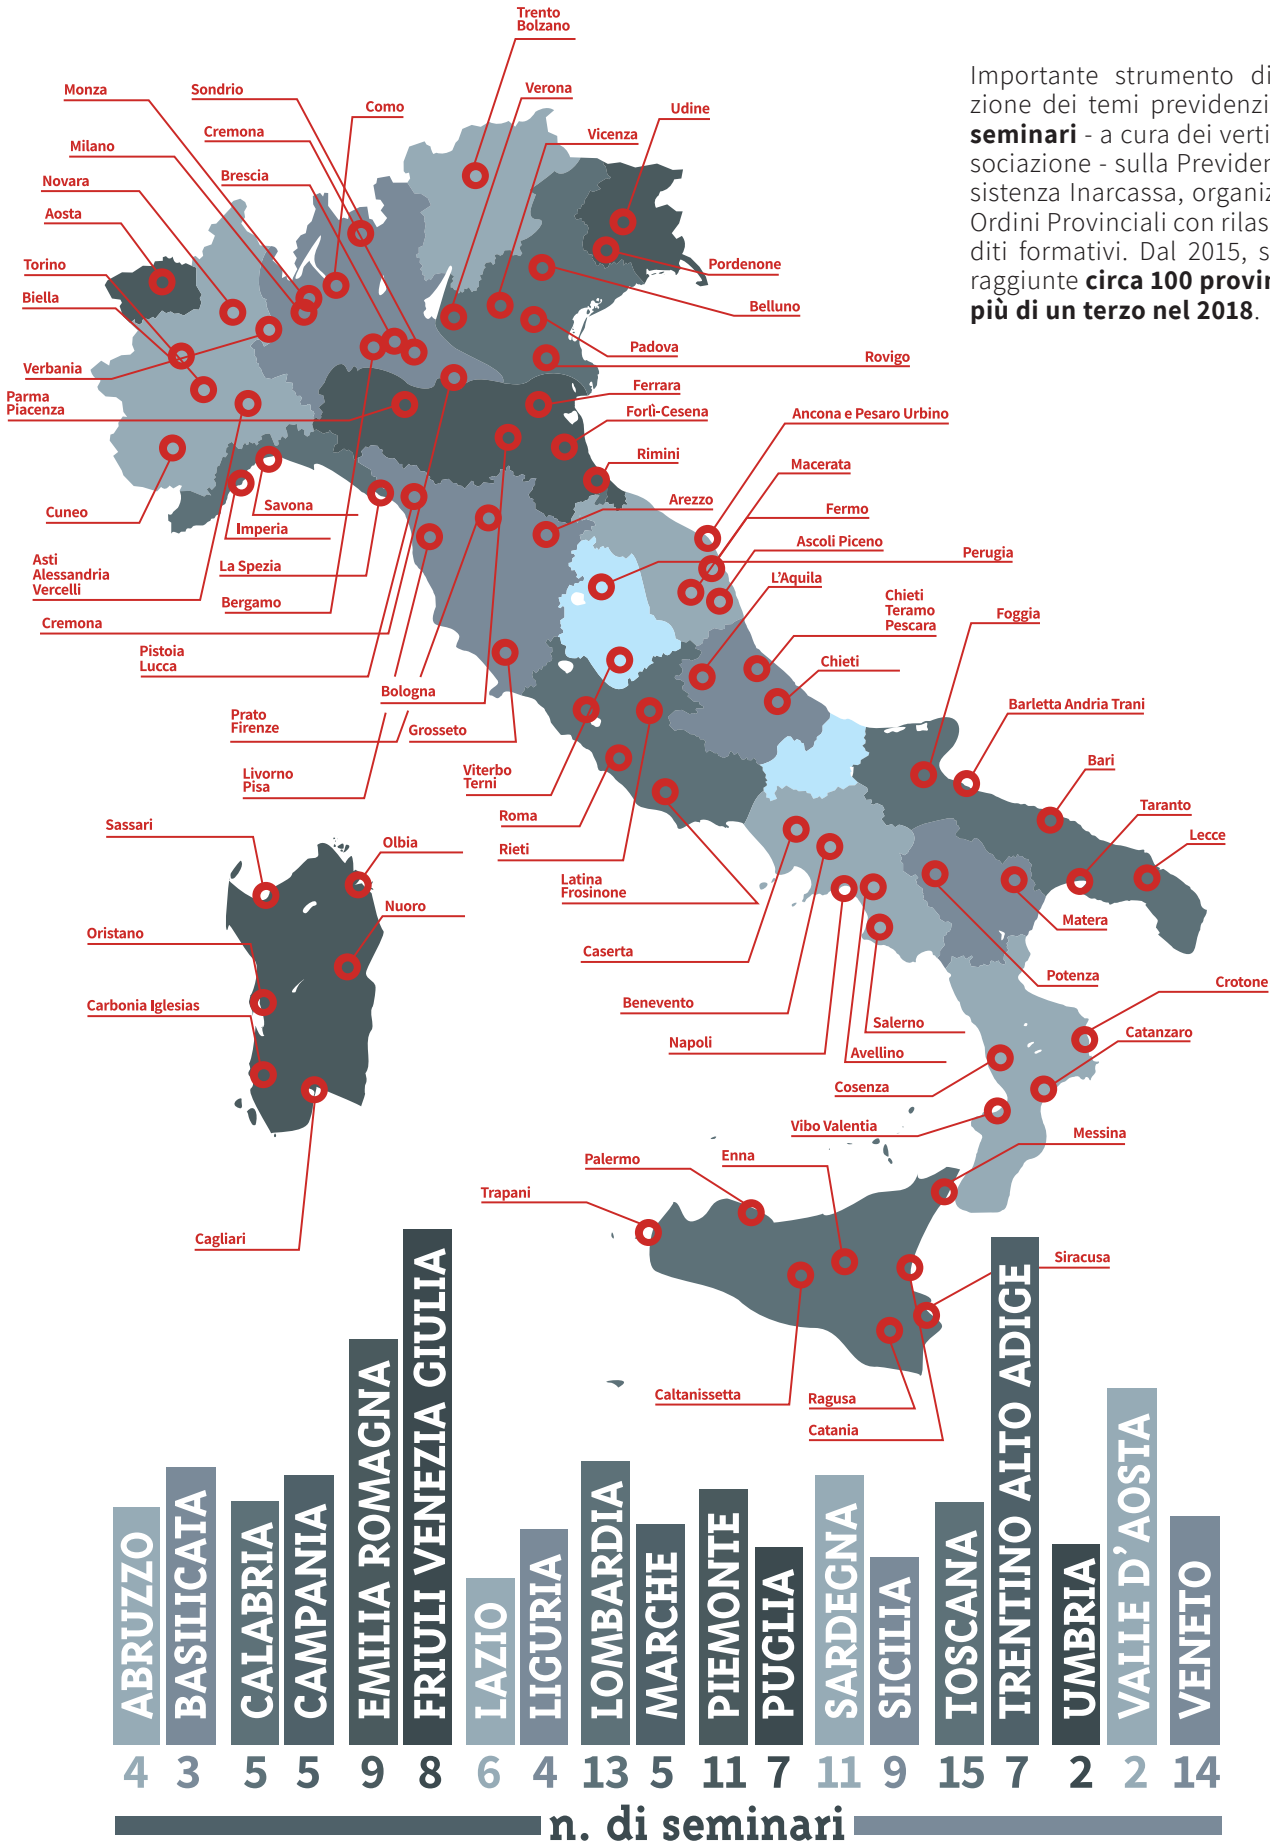 Trento
Bolzano
Monza
Sondrio
Como
Verona
Udine
Cremona
Vicenza
Milano
Brescia
Novara
Aosta
Torino
Biella
Pordenone
Belluno
Verbania
Padova
Rovigo
Parma
Piacenza
Ferrara
Forlì-Cesena
Ancona e Pesaro Urbino
Rimini
Macerata
Arezzo
Fermo
Cuneo
Savona
Imperia
Ascoli Piceno
Perugia
Asti
Alessandria
Vercelli
La Spezia
L'Aquila
Bergamo
Chieti
Teramo
Pescara
Foggia
Cremona
Pistoia
Lucca
Chieti
Bologna
Barletta Andria Trani
Prato
Firenze
Grosseto
Livorno
Pisa
Viterbo
Terni
Bari
Roma
Taranto
Sassari
Olbia
Rieti
Lecce
Latina
Frosinone
Nuoro
Matera
Oristano
Caserta
Potenza
Crotone
Carbonia Iglesias
Benevento
Salerno
Catanzaro
Napoli
Avellino
Cosenza
Vibo Valentia
Messina
Palermo
Enna
Trapani
Cagliari
Siracusa
Caltanissetta
Ragusa
Catania
Importante strumento di
zione dei temi previdenzi
seminari - a cura dei verti
sociazione - sulla Previden
sistenza Inarcassa, organiz
Ordini Provinciali con rilas
diti formativi. Dal 2015, s
raggiunte circa 100 provin
più di un terzo nel 2018.
ABRUZZO
BASILICATA
CALABRIA
CAMPANIA
EMILIA ROMAGNA
FRIULI VENEZIA GIULIA
LAZIO
LIGURIA
LOMBARDIA
MARCHE
PIEMONTE
PUGLIA
SARDEGNA
SICILIA
TOSCANA
TRENTINO ALTO ADIGE
UMBRIA
VALLE D'AOSTA
VENETO
4 3 5 5 9 8 6 4 13 5 11 7 11 9 15 7 2 2 14
n. di seminari